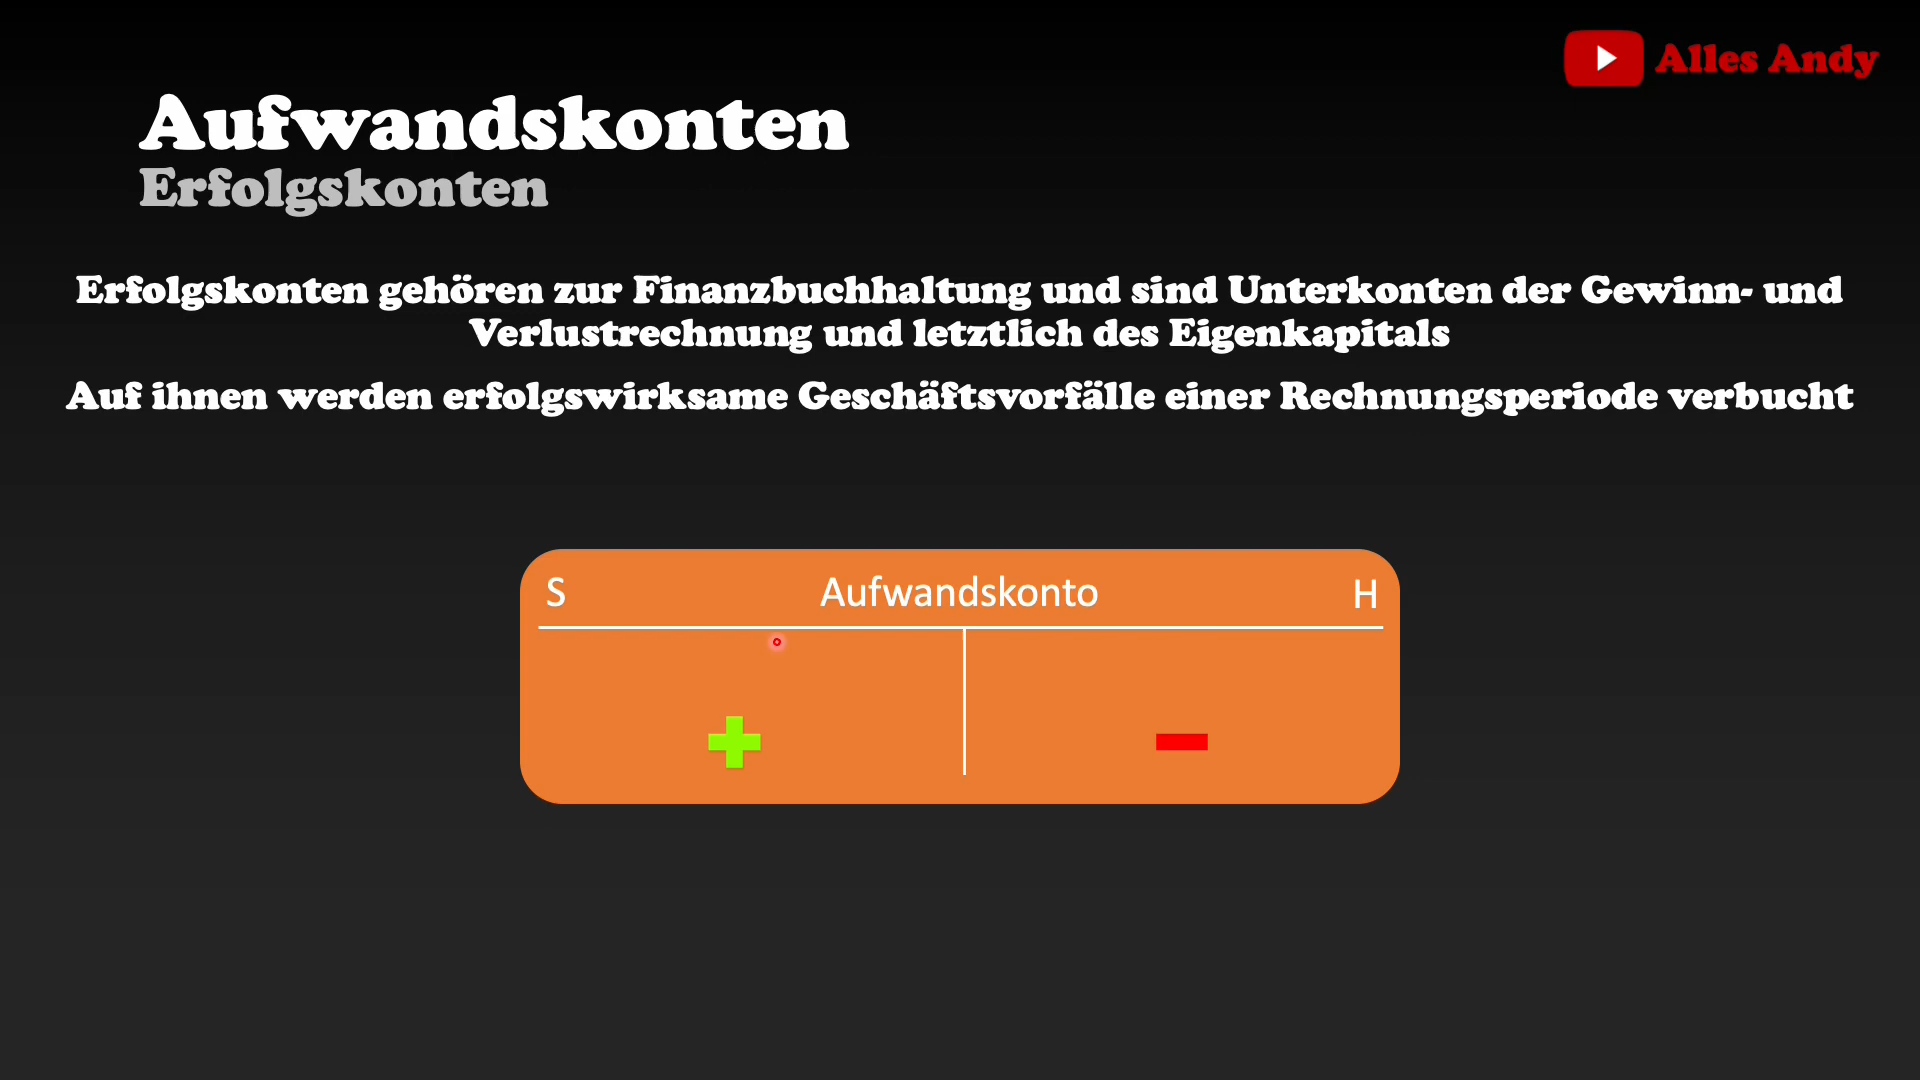 Alles Andy
Aufwandskonten
Erfolgskonten
Erfolgskonten gehören zur Finanzbuchhaltung und sind Unterkonten der Gewinn- und
Verlustrechnung und letztlich des Eigenkapitals
Auf ihnen werden erfolgswirksame Geschäftsvorfälle einer Rechnungsperiode verbucht
S Aufwandskonto H